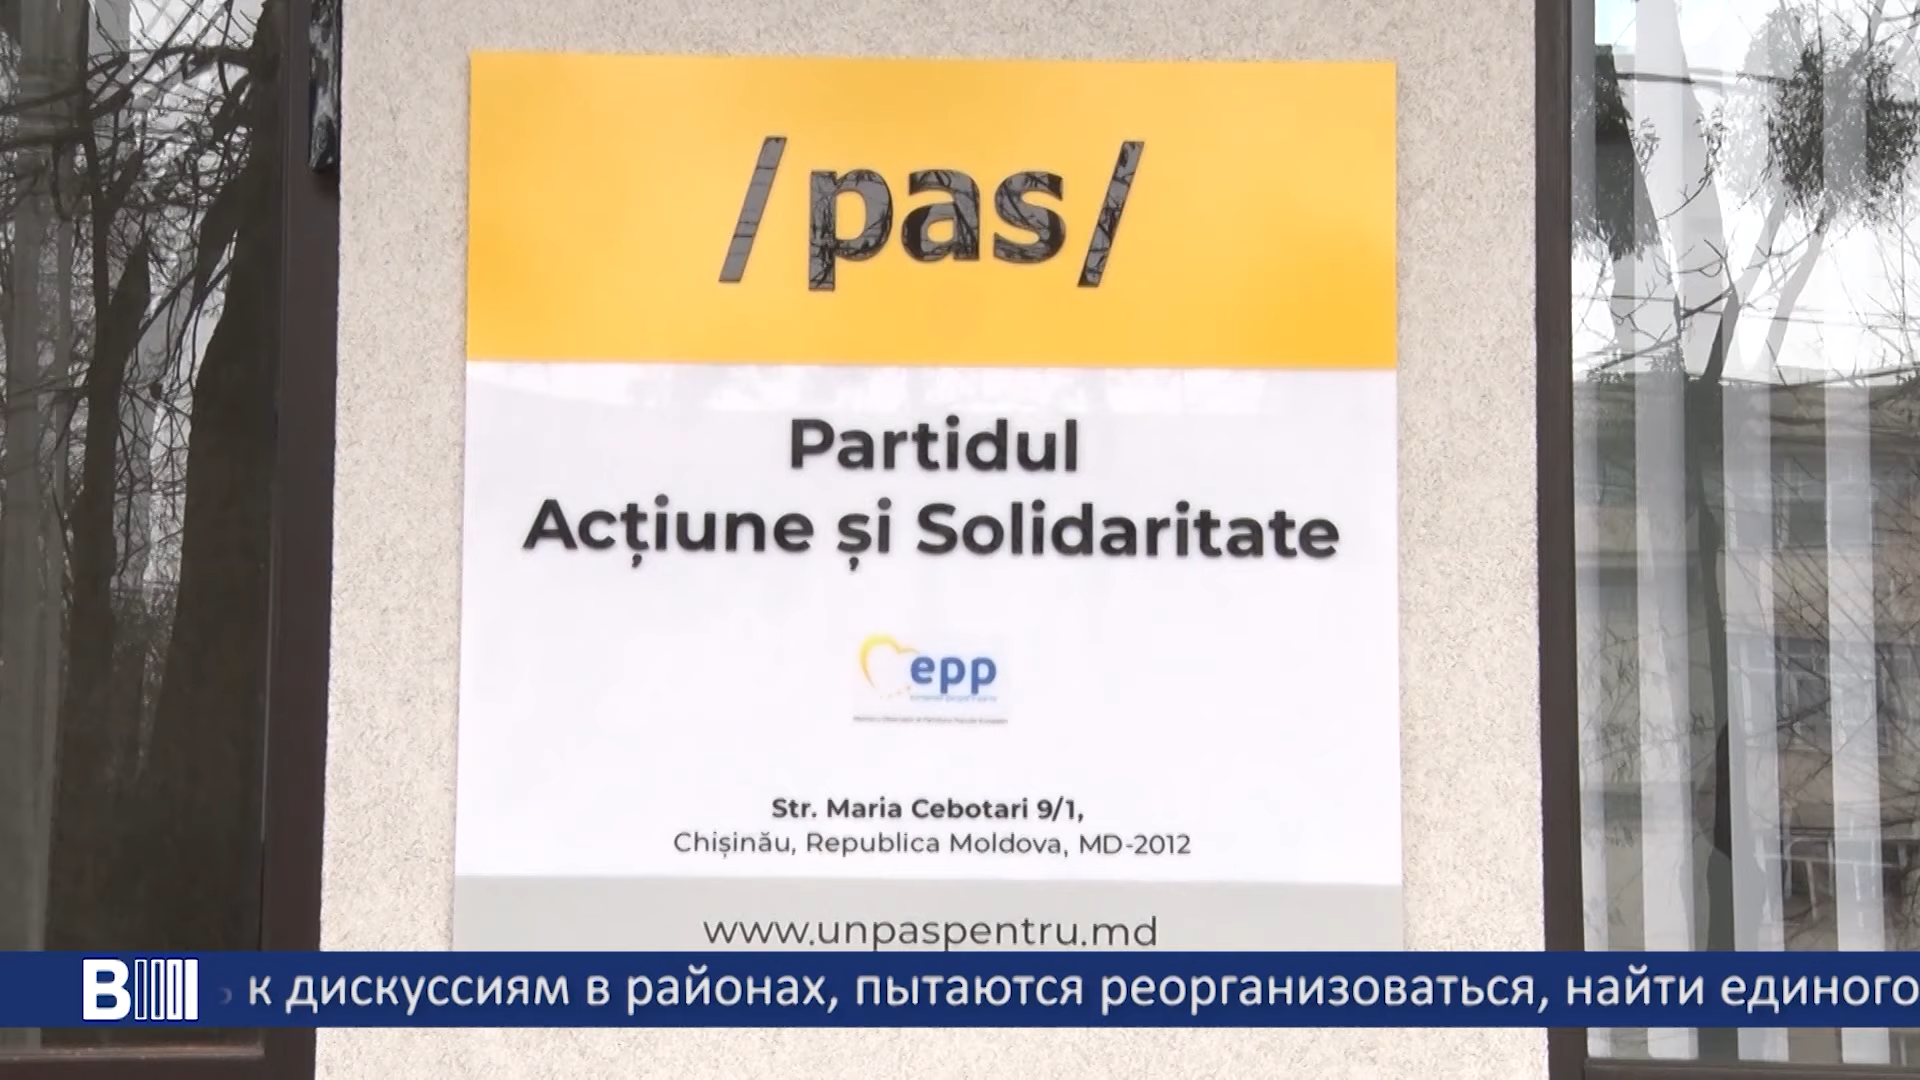 /pas/
Partidul
Acțiune și Solidaritate
epp
Str. Maria Cebotari 9/1,
Chișinău, Republica Moldova, MD-2012
www.unpaspentru.md
к дискуссиям в районах, пытаются реорганизоваться, найти единого